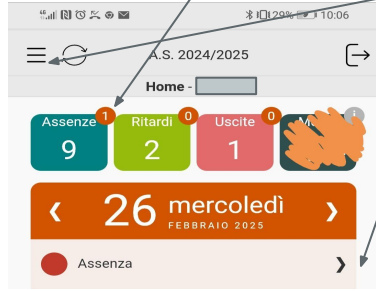 29% 10:06
A.S. 2024/2025
Home -
Assenze 1
9
Ritardi 0
2
Uscite 0
1
26 mercoledì
FEBBRAIO 2025
Assenza